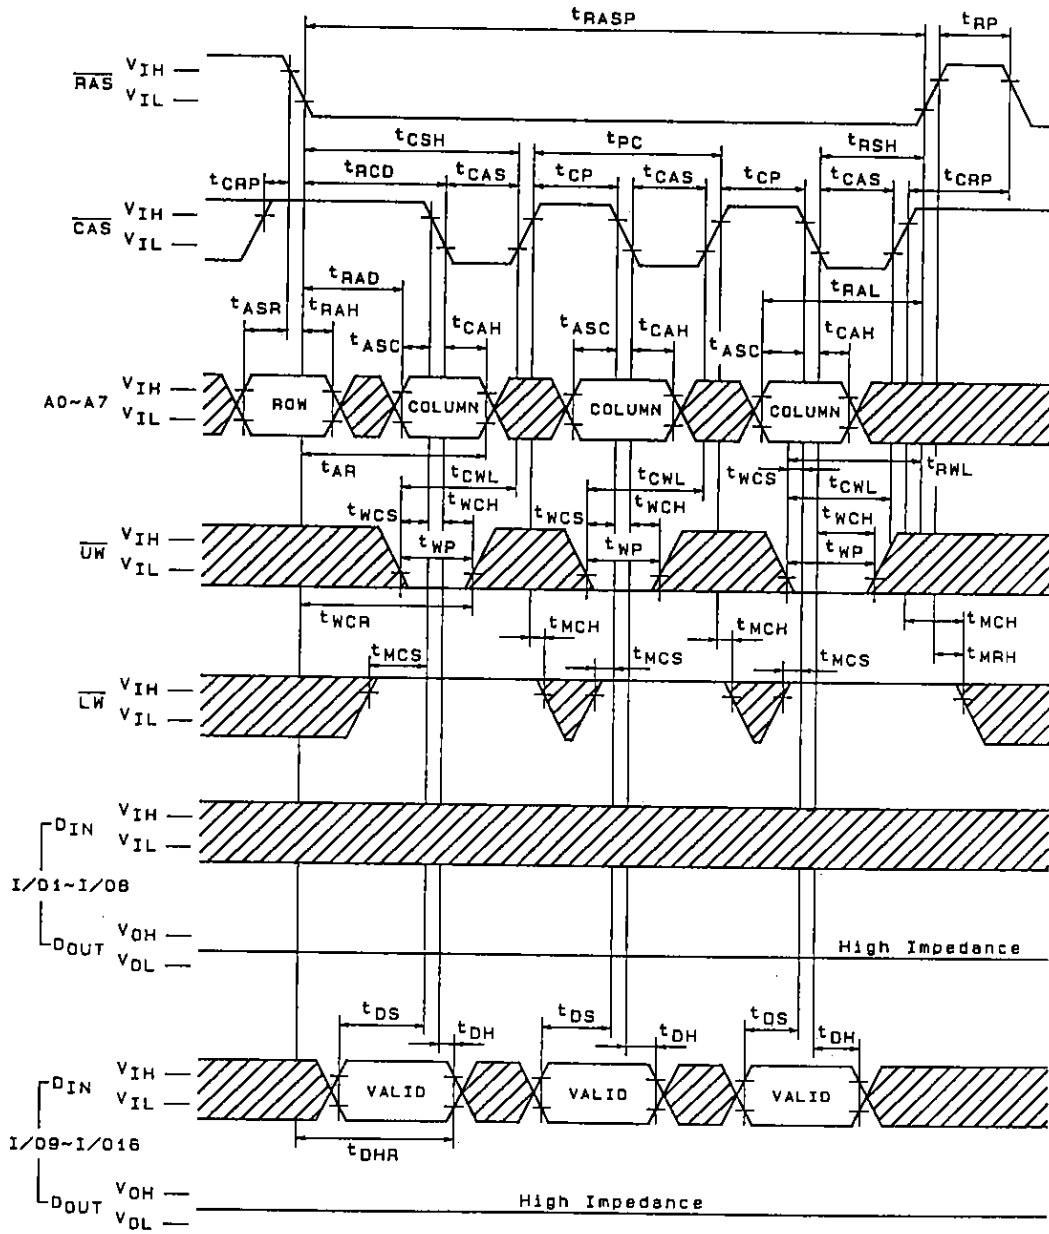 tRASP
tRP
RAS
VIH
VIL
tCSH
tPC
tRSH
tCRP
tRCD
tCAS
tCP
tCAS
tCP
tCAS
tCRP
CAS
VIH
VIL
tRAD
tRAL
tASR
tRAH
tASC
tCAH
tASC
tCAH
tASC
tCAH
A0~A7
VIH
VIL
ROW
COLUMN
COLUMN
COLUMN
tAR
tCWL
tCWL
tWCS
tRWL
tCWL
tWCS
tWCH
tWCS
tWCH
tWCH
tWP
tWP
tWP
UW
VIH
VIL
tWCR
tMCH
tMCH
tMCH
tMCS
tMCS
tMCS
tMRH
LW
VIH
VIL
DIN
VIH
VIL
I/O1~I/O8
DOUT
VOH
VOL
High Impedance
tDS
tDH
tDS
tDH
tDS
tDH
DIN
VIH
VIL
VALID
VALID
VALID
I/O9~I/O16
tDHR
DOUT
VOH
VOL
High Impedance